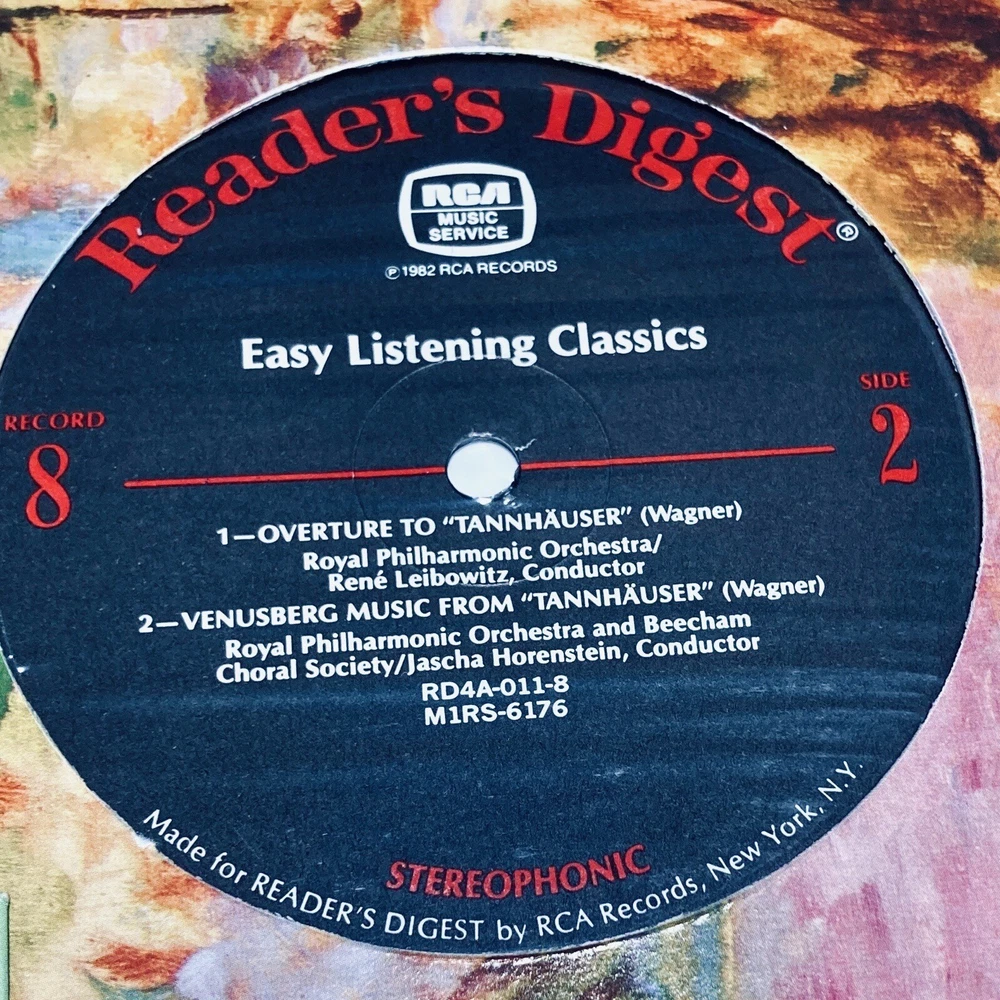 Reader's Digest®
RCA
MUSIC
SERVICE
℗ 1982 RCA RECORDS
Easy Listening Classics
RECORD
8
SIDE
2
1—OVERTURE TO “TANNHÄUSER” (Wagner)
Royal Philharmonic Orchestra/
René Leibowitz, Conductor
2—VENUSBERG MUSIC FROM “TANNHÄUSER” (Wagner)
Royal Philharmonic Orchestra and Beecham
Choral Society/Jascha Horenstein, Conductor
RD4A-011-8
M1RS-6176
STEREOPHONIC
Made for READER'S DIGEST by RCA Records, New York, N.Y.